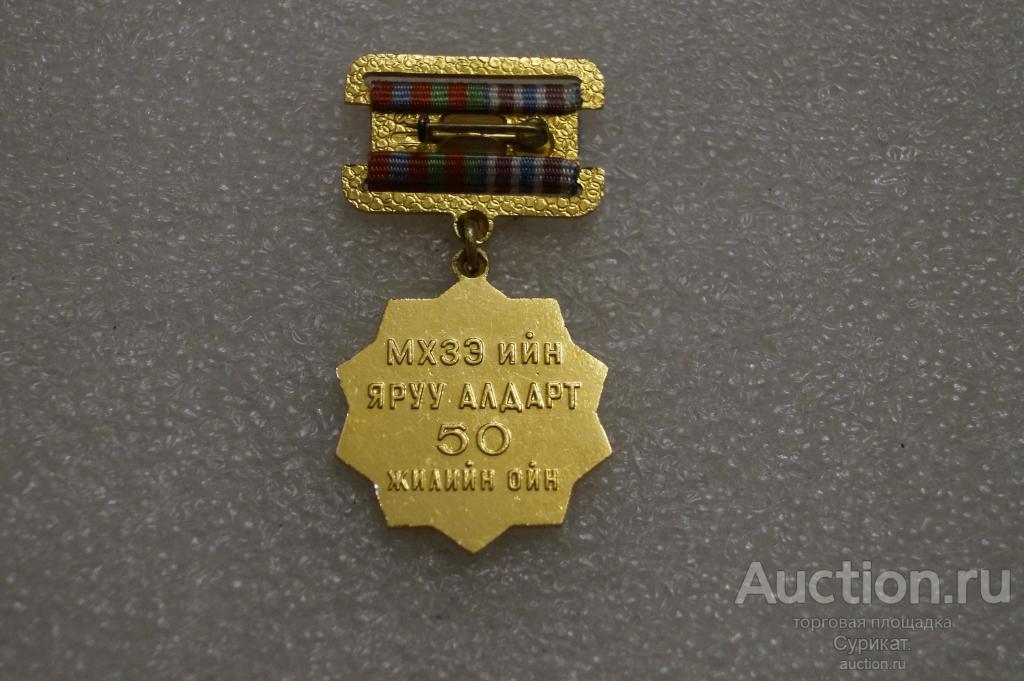 МХЗЭ ИЙН
ЯРУУ АЛДАРТ
50
ЖИЛИЙН ОЙН
Auction.ru
торговая площадка
Сурикат.
auction.ru